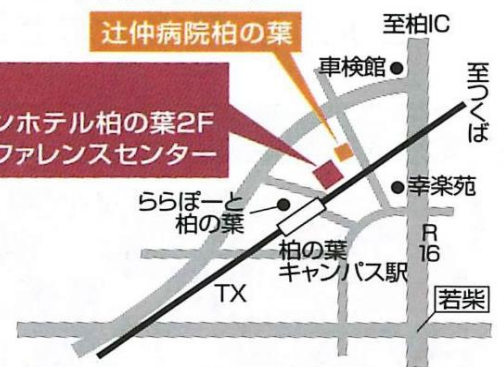 辻仲病院柏の葉
至柏IC
車検館
至つくば
ンホテル柏の葉2F
ファレンスセンター
幸楽苑
ららぽーと
柏の葉
柏の葉
キャンパス駅
R
16
TX
若柴